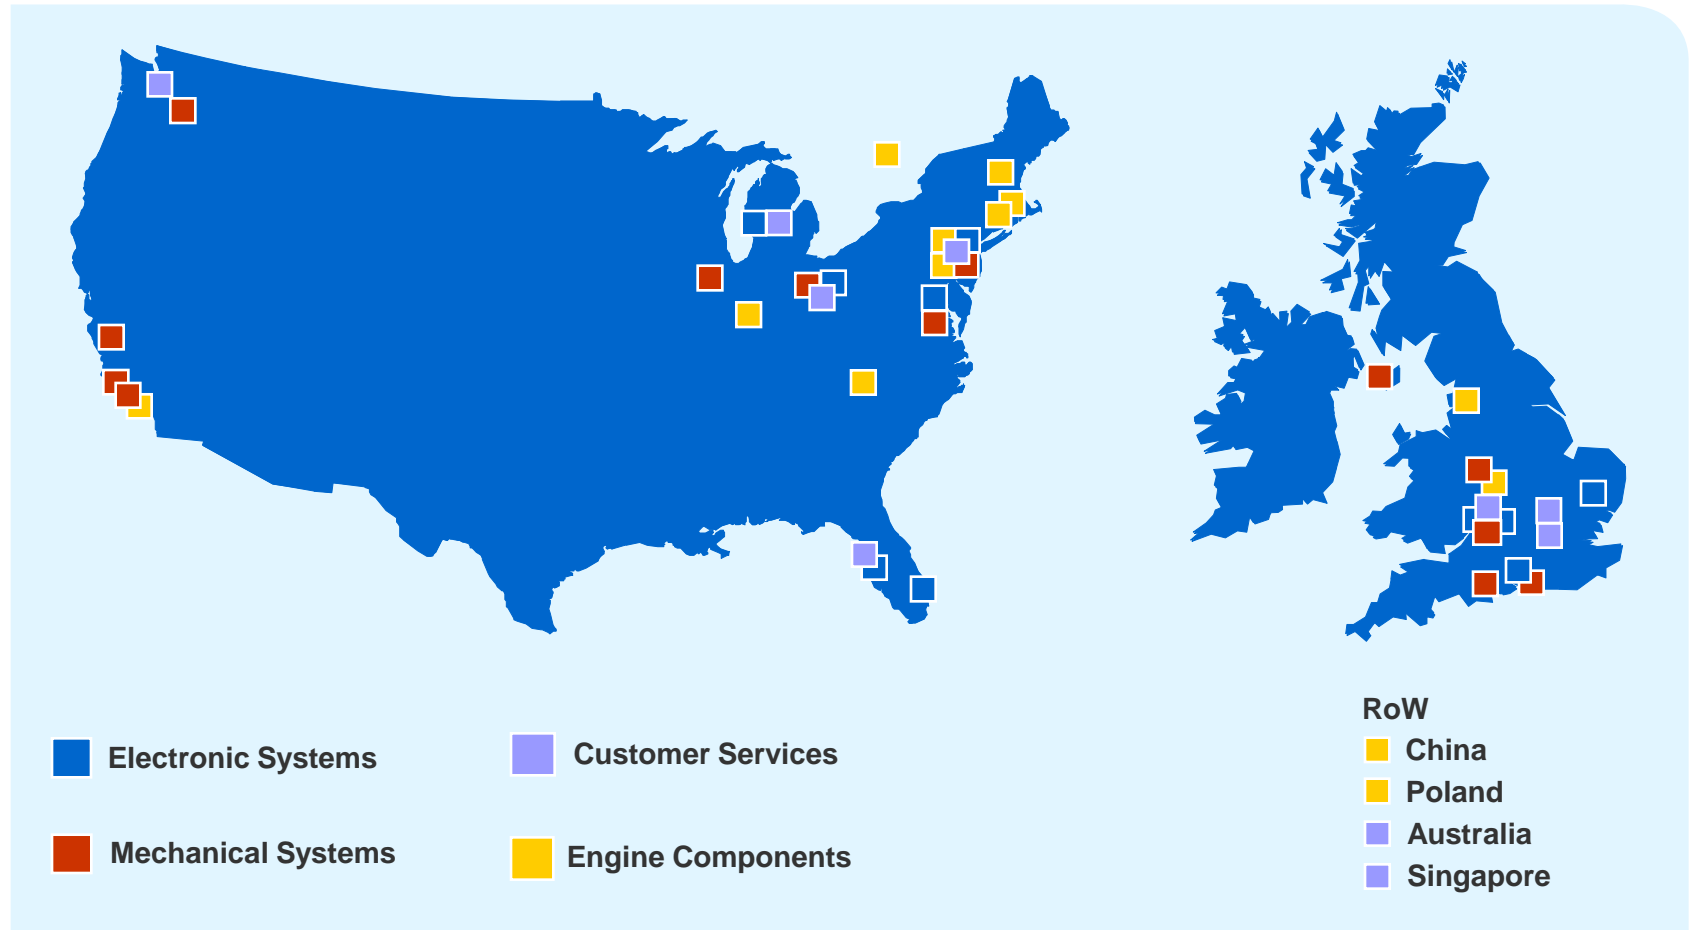 Electronic Systems
Customer Services
Mechanical Systems
Engine Components
RoW
China
Poland
Australia
Singapore